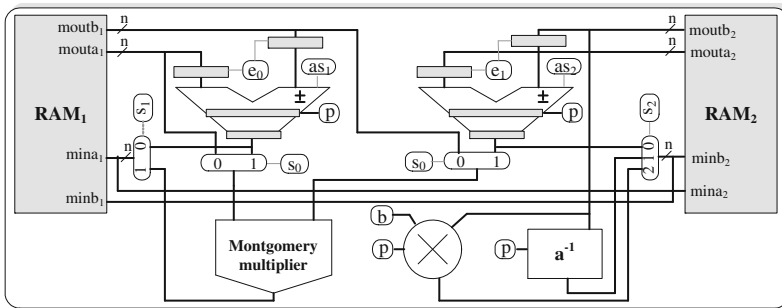 n
moutb1
n
mouta1
e0
as1
±
p
RAM1
s1
1 0
n
mina1
minb1
0 1
s0
Montgomery
multiplier
n
moutb2
n
mouta2
e1
as2
±
p
RAM2
s2
2 1 0
n
minb2
mina2
s0
0 1
b
p
p
a-1